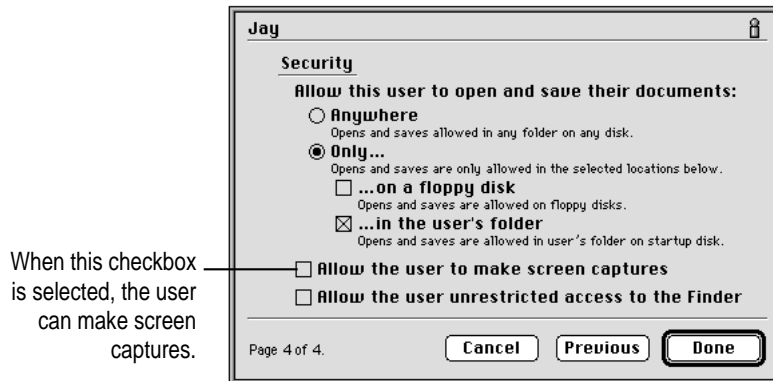 Jay
Security
Allow this user to open and save their documents:
Anywhere
Opens and saves allowed in any folder on any disk.
Only...
Opens and saves are only allowed in the selected locations below.
...on a floppy disk
Opens and saves are allowed on floppy disks.
...in the user's folder
Opens and saves are allowed in user's folder on startup disk.
When this checkbox
is selected, the user
can make screen
captures.
Allow the user to make screen captures
Allow the user unrestricted access to the Finder
Page 4 of 4.
Cancel
Previous
Done